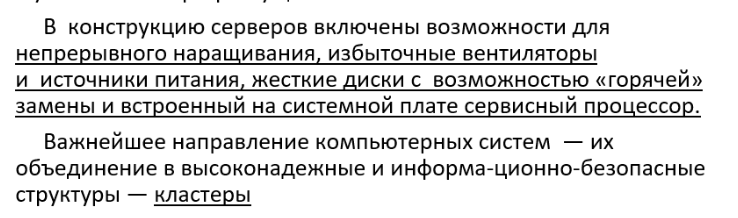 В конструкцию серверов включены возможности для
непрерывного наращивания, избыточные вентиляторы
и источники питания, жесткие диски с возможностью «горячей»
замены и встроенный на системной плате сервисный процессор.
Важнейшее направление компьютерных систем — их
объединение в высоконадежные и информа-ционно-безопасные
структуры — кластеры